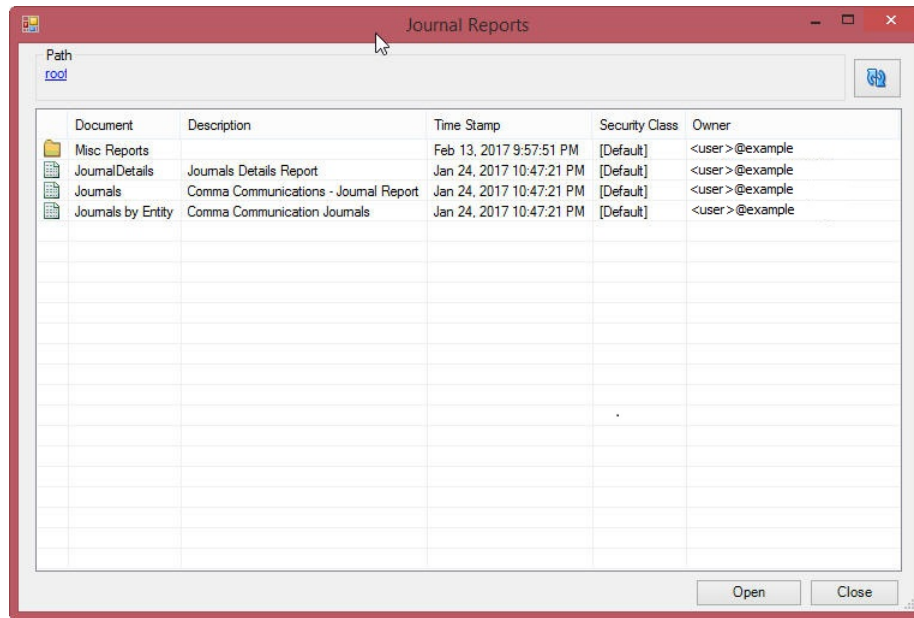 Journal Reports
Path
root
Document Description Time Stamp Security Class Owner
Misc Reports Feb 13, 2017 9:57:51 PM [Default] <user>@example
JournalDetails Journals Details Report Jan 24, 2017 10:47:21 PM [Default] <user>@example
Journals Comma Communications - Journal Report Jan 24, 2017 10:47:21 PM [Default] <user>@example
Journals by Entity Comma Communication Journals Jan 24, 2017 10:47:21 PM [Default] <user>@example
Open Close